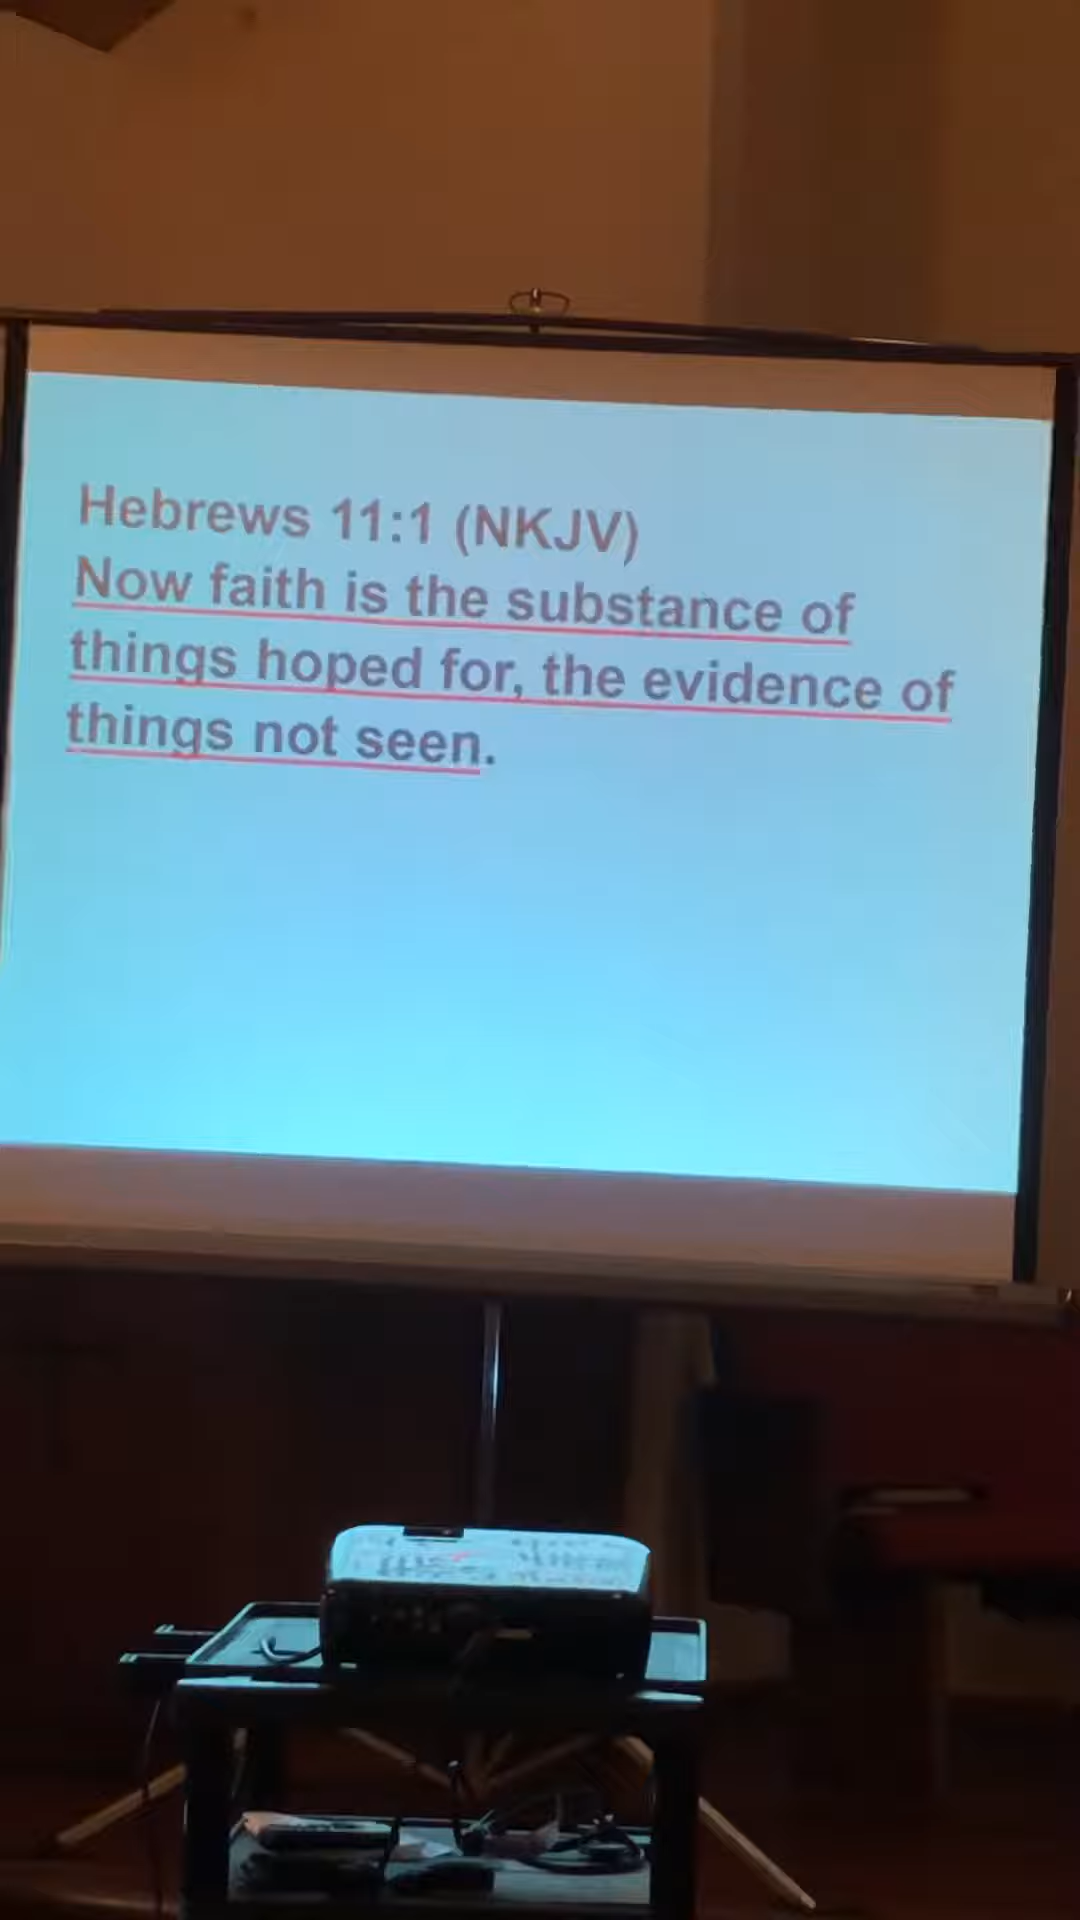 Hebrews 11:1 (NKJV)
Now faith is the substance of
things hoped for, the evidence of
things not seen.